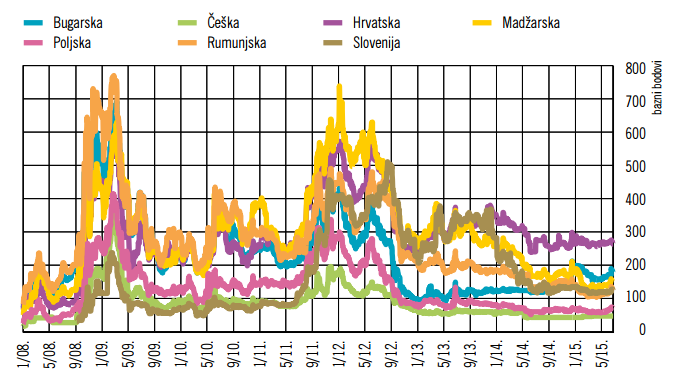 Bugarska Češka Hrvatska Madžarska
Poljska Rumunjska Slovenija
bazni bodovi
800
700
600
500
400
300
200
100
0
1/08. 5/08. 9/08. 1/09. 5/09. 9/09. 1/10. 5/10. 9/10. 1/11. 5/11. 9/11. 1/12. 5/12. 9/12. 1/13. 5/13. 9/13. 1/14. 5/14. 9/14. 1/15. 5/15.